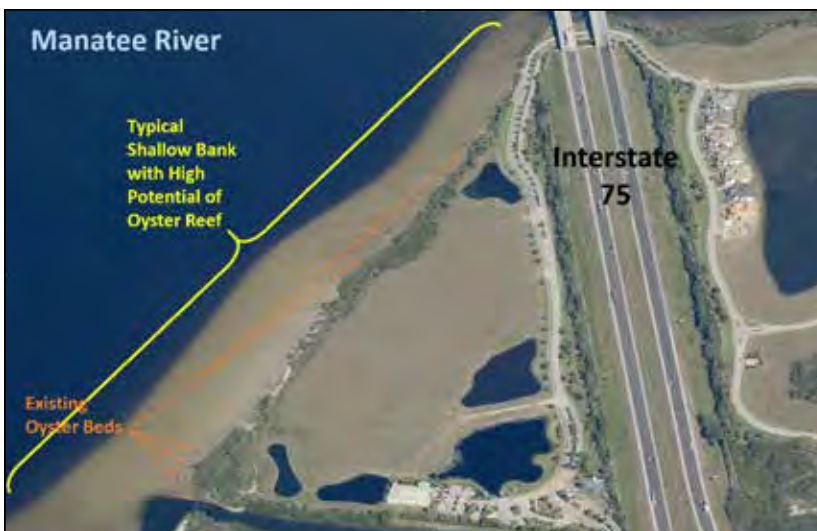 Manatee River
Typical
Shallow Bank
with High
Potential of
Oyster Reef
Interstate
75
Existing
Oyster Beds